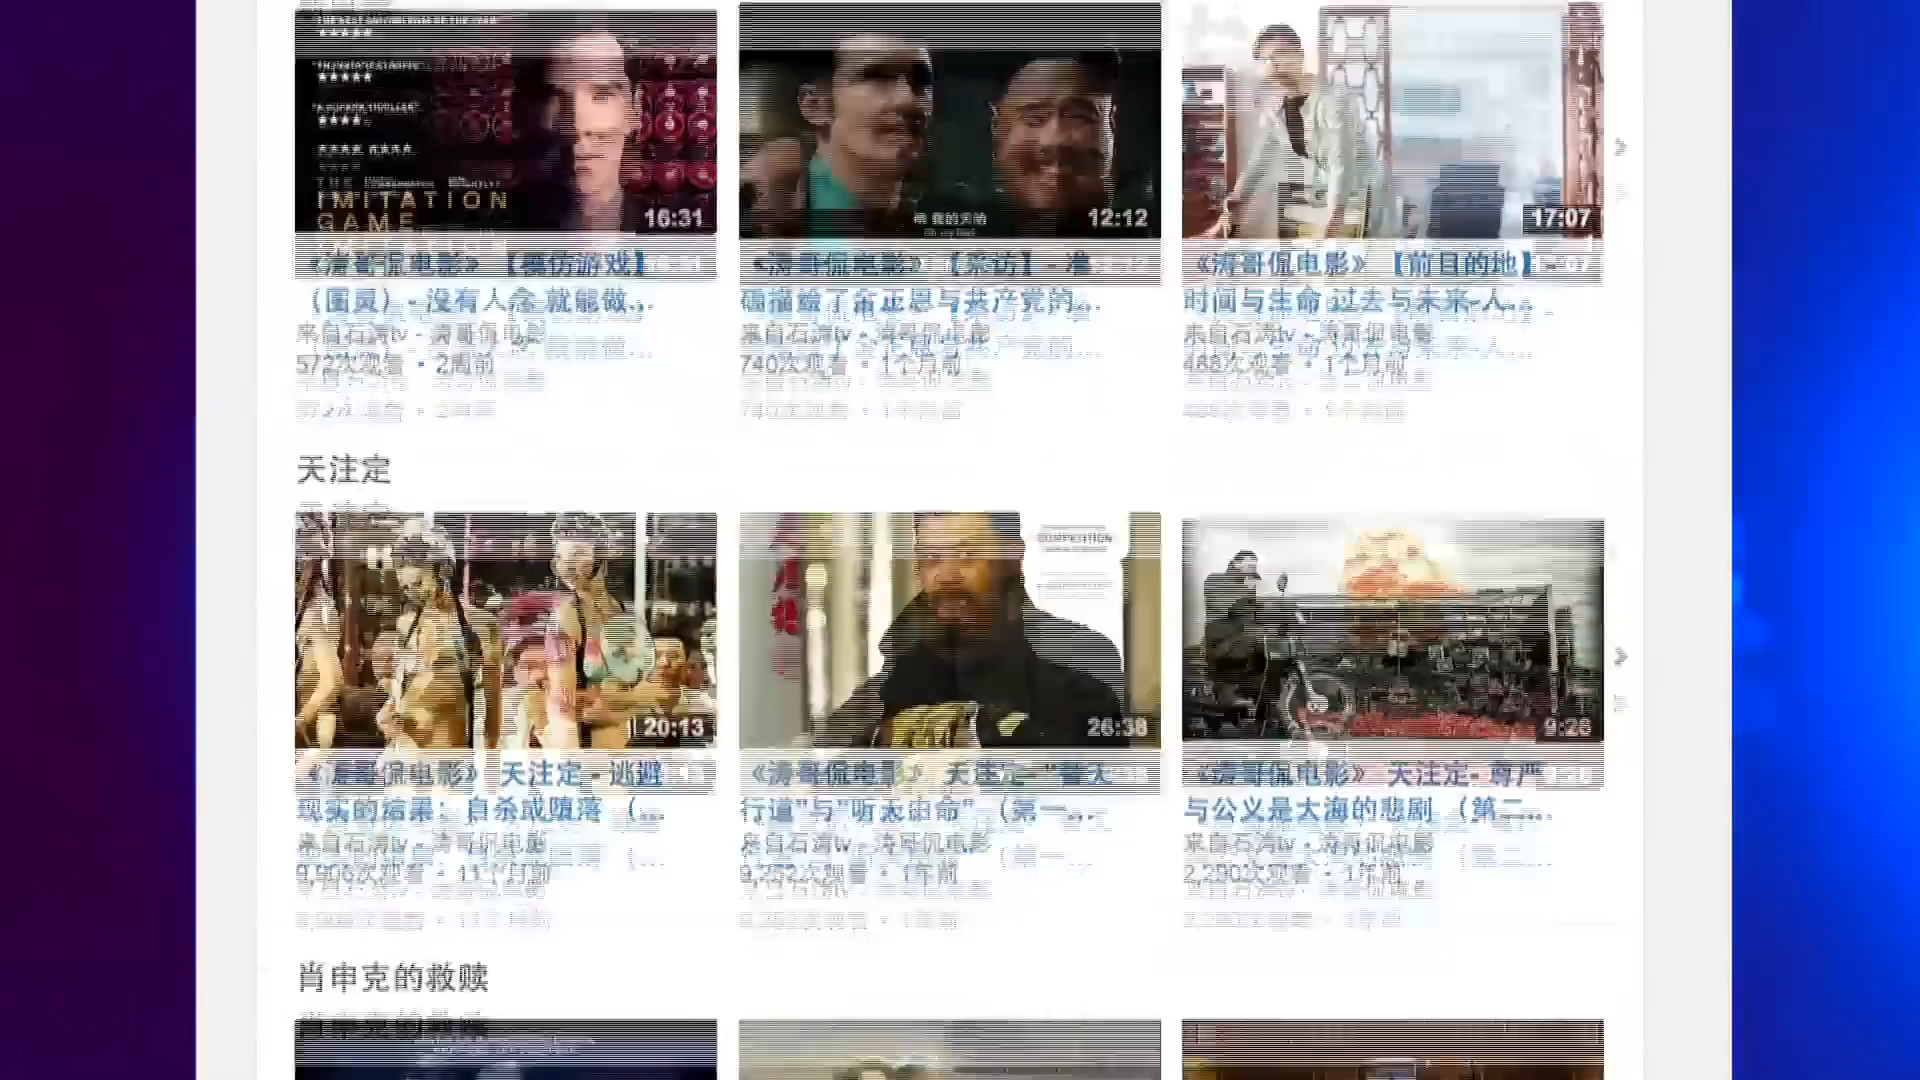 IMITATION
GAME
16:31
12:12
17:07
《涛哥侃电影》【模仿游戏】
（图灵）- 没有人念 就能做...
来自石涛tv - 涛哥侃电影
572次观看 · 2周前
《涛哥侃电影》【采访】- 准
确描绘了金正恩与共产党的...
来自石涛tv - 涛哥侃电影
740次观看 · 1个月前
《涛哥侃电影》【前目的地】
时间与生命 过去与未来-人...
来自石涛tv - 涛哥侃电影
488次观看 · 1个月前
天注定
COMPETITION
20:13
26:38
9:26
《涛哥侃电影》 天注定 - 逃避
现实的结果：自杀或堕落 （...
来自石涛tv - 涛哥侃电影
9,906次观看 · 11个月前
《涛哥侃电影》 天注定- "替天
行道"与"听天由命" （第一...
来自石涛tv - 涛哥侃电影
次观看 · 1年前
《涛哥侃电影》 天注定- 尊严
与公义是大海的悲剧 （第二...
来自石涛tv - 涛哥侃电影
2,290次观看 · 1年前
肖申克的救赎